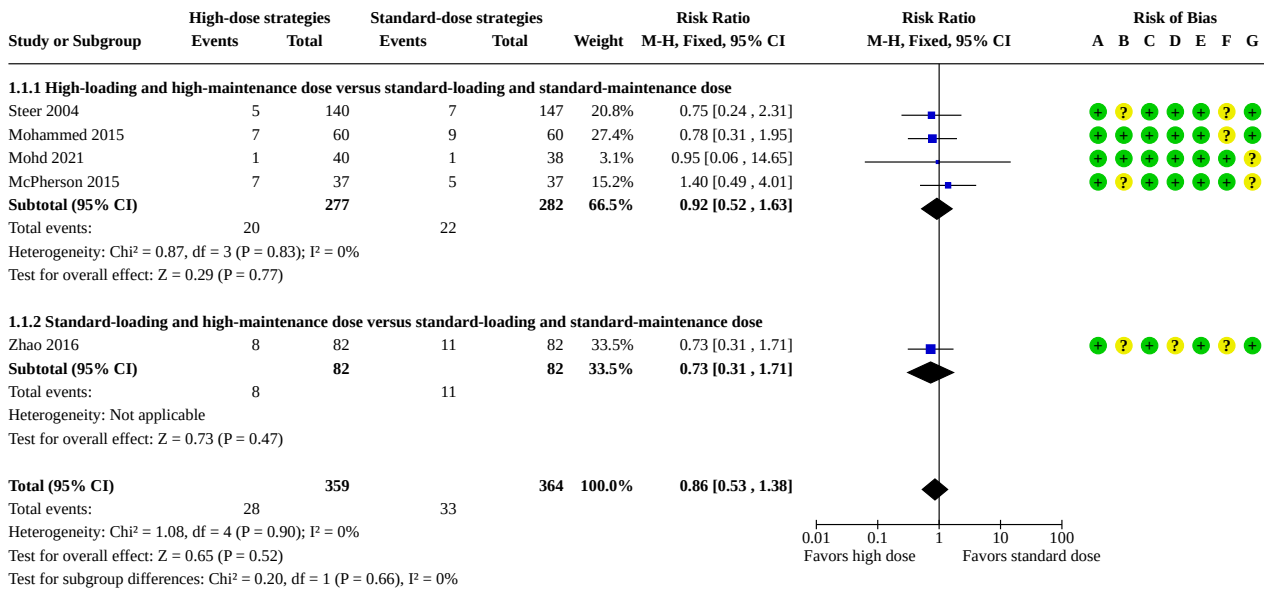 High-dose strategies Standard-dose strategies Risk Ratio Risk Ratio Risk of Bias
Study or Subgroup Events Total Events Total Weight M-H, Fixed, 95% CI M-H, Fixed, 95% CI A B C D E F G
1.1.1 High-loading and high-maintenance dose versus standard-loading and standard-maintenance dose
Steer 2004 5 140 7 147 20.8% 0.75 [0.24 , 2.31] + ? + + + ? +
Mohammed 2015 7 60 9 60 27.4% 0.78 [0.31 , 1.95] + + + + + ? +
Mohd 2021 1 40 1 38 3.1% 0.95 [0.06 , 14.65] + + + + + + ?
McPherson 2015 7 37 5 37 15.2% 1.40 [0.49 , 4.01] + ? + + + + ?
Subtotal (95% CI) 277 282 66.5% 0.92 [0.52 , 1.63]
Total events: 20 22
Heterogeneity: Chi² = 0.87, df = 3 (P = 0.83); I² = 0%
Test for overall effect: Z = 0.29 (P = 0.77)
1.1.2 Standard-loading and high-maintenance dose versus standard-loading and standard-maintenance dose
Zhao 2016 8 82 11 82 33.5% 0.73 [0.31 , 1.71] + ? + ? + ? +
Subtotal (95% CI) 82 82 33.5% 0.73 [0.31 , 1.71]
Total events: 8 11
Heterogeneity: Not applicable
Test for overall effect: Z = 0.73 (P = 0.47)
Total (95% CI) 359 364 100.0% 0.86 [0.53 , 1.38]
Total events: 28 33
Heterogeneity: Chi² = 1.08, df = 4 (P = 0.90); I² = 0%
Test for overall effect: Z = 0.65 (P = 0.52)
Test for subgroup differences: Chi² = 0.20, df = 1 (P = 0.66), I² = 0%
0.01 0.1 1 10 100
Favors high dose Favors standard dose